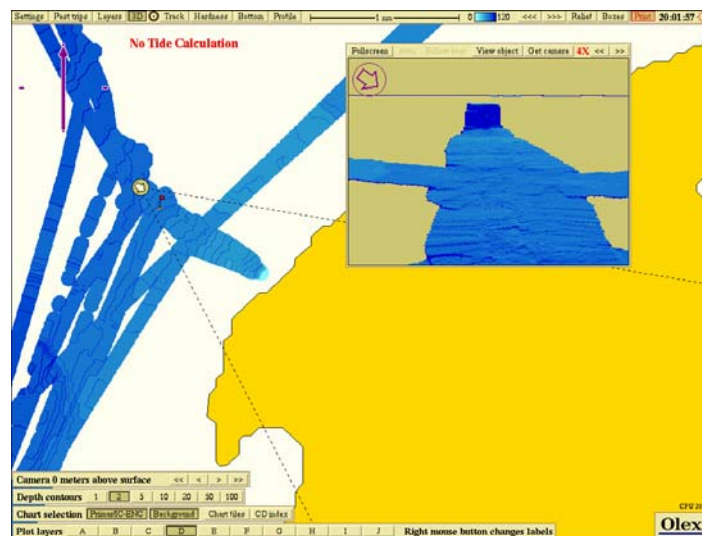 Settings Past trips Layers 3D Track Hardness Bottom Profile 1 nm 0 120 <<< >>> Relief Boxes Print 20:01:57
No Tide Calculation
Fullscreen Follow boat View object Get camera 4X << >>
Camera 0 meters above surface << < > >>
Depth contours 1 2 5 10 20 50 100
Chart selection Background Chart files CD index
Plot layers A B C D E F G H I J Right mouse button changes labels
CPU
Olex